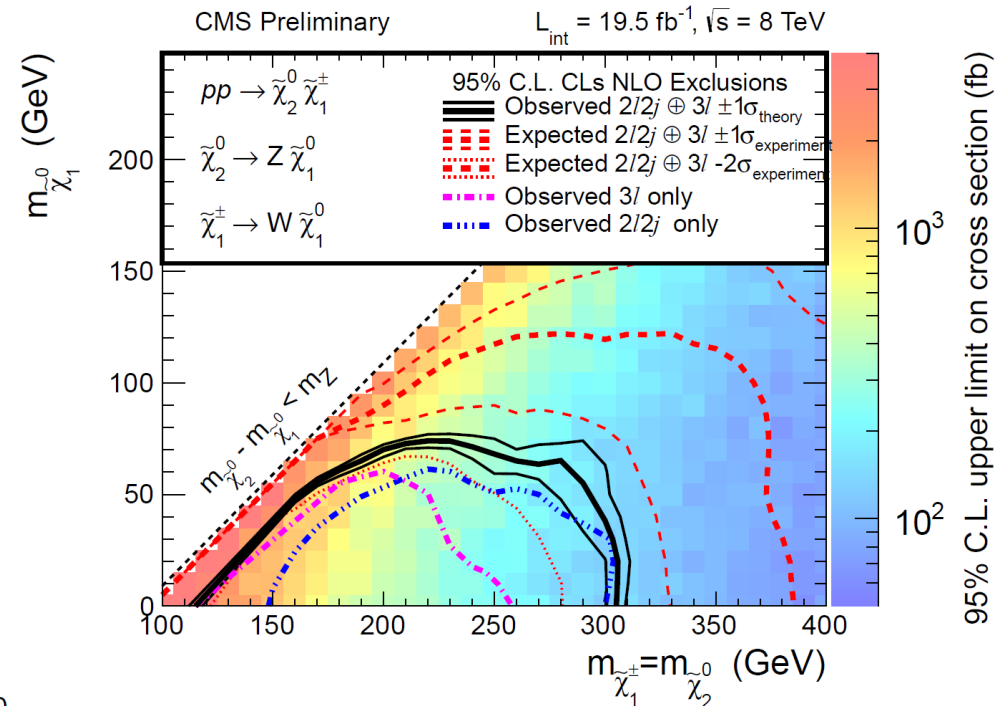 CMS Preliminary
L_int = 19.5 fb⁻¹, √s = 8 TeV
pp → χ̃₂⁰ χ̃₁±
χ̃₂⁰ → Z χ̃₁⁰
χ̃₁± → W χ̃₁⁰
95% C.L. CLs NLO Exclusions
Observed 2l2j ⊕ 3l ±1σ_theory
Expected 2l2j ⊕ 3l ±1σ_experiment
Expected 2l2j ⊕ 3l -2σ_experiment
Observed 3l only
Observed 2l2j only
m_χ̃₁⁰ (GeV)
200
150
100
50
0
m_χ̃₂⁰ - m_χ̃₁⁰ < m_Z
100 150 200 250 300 350 400
m_χ̃₁± = m_χ̃₂⁰ (GeV)
10³
10²
95% C.L. upper limit on cross section (fb)